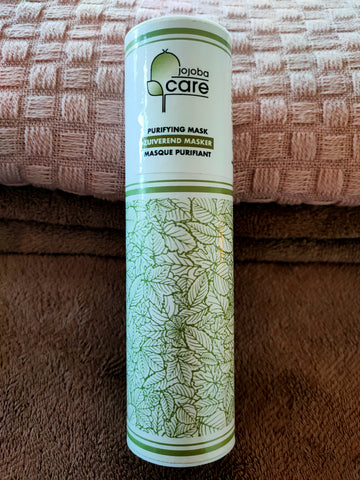 jojoba
care
PURIFYING MASK
ZUIVEREND MASKER
MASQUE PURIFIANT